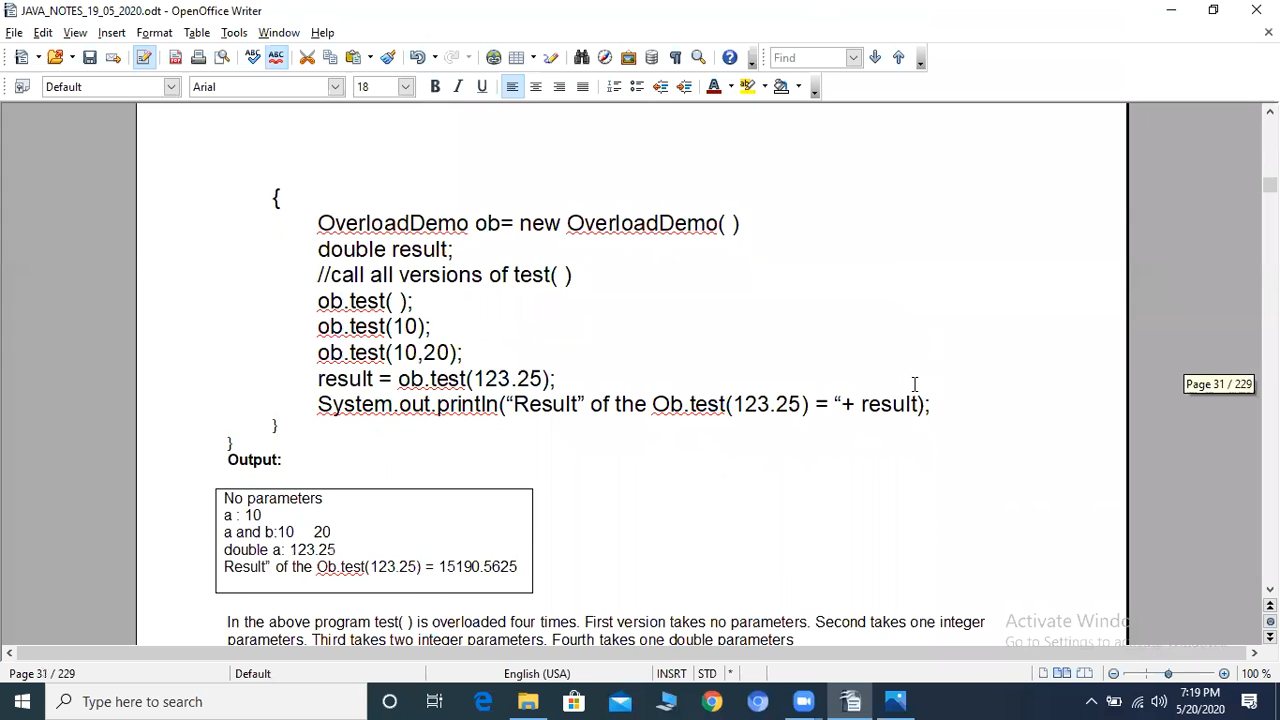 JAVA_NOTES_19_05_2020.odt - OpenOffice Writer
File Edit View Insert Format Table Tools Window Help
Find
Default Arial 18
{
OverloadDemo ob= new OverloadDemo( )
double result;
//call all versions of test( )
ob.test( );
ob.test(10);
ob.test(10,20);
result = ob.test(123.25);
Page 31 / 229
System.out.println(“Result” of the Ob.test(123.25) = “+ result);
}
}
Output:
No parameters
a : 10
a and b:10 20
double a: 123.25
Result” of the Ob.test(123.25) = 15190.5625
In the above program test( ) is overloaded four times. First version takes no parameters. Second takes one integer
parameters. Third takes two integer parameters. Fourth takes one double parameters
Activate Windo
Page 31 / 229 Default English (USA) INSRT STD * 100 %
Type here to search
7:19 PM
5/20/2020